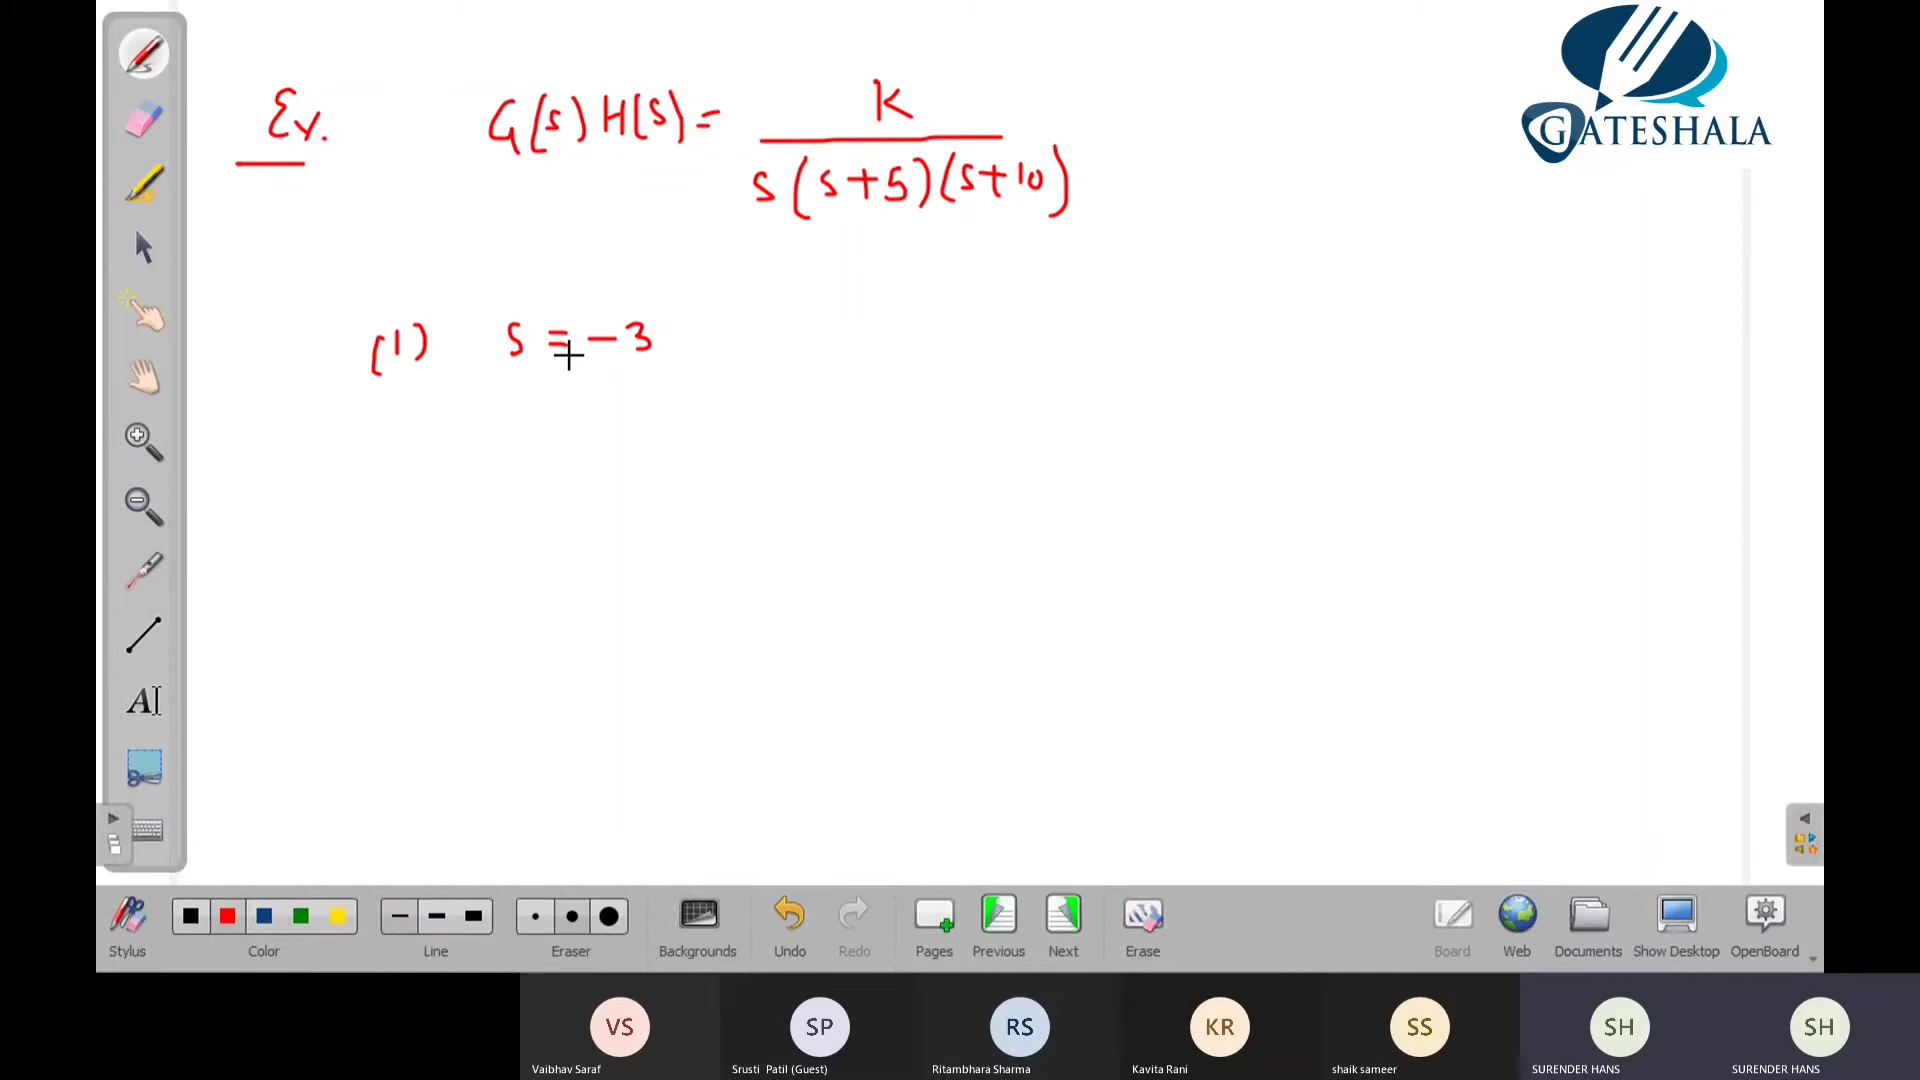 GATESHALA
Ex. G(s) H(s) = K
s(s+5)(s+10)
(1) s = -3
AI
Stylus Color Line Eraser Backgrounds Undo Redo Pages Previous Next Erase Board Web Documents Show Desktop OpenBoard
VS SP RS KR SS SH SH
Vaibhav Saraf Srusti Patil (Guest) Ritambhara Sharma Kavita Rani shaik sameer SURENDER HANS SURENDER HANS